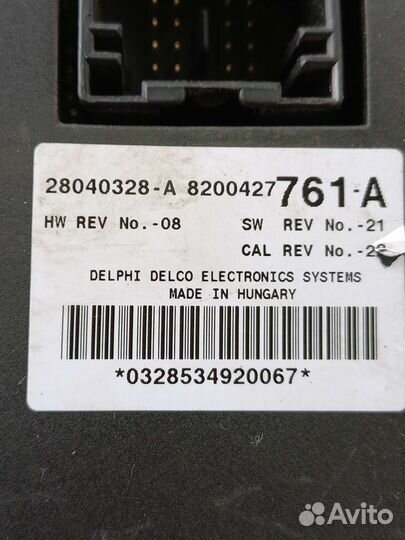 28040328-A 8200427761-A
HW REV No.-08 SW REV No.-21
CAL REV No.-22
DELPHI DELCO ELECTRONICS SYSTEMS
MADE IN HUNGARY
*0328534920067*
Avito